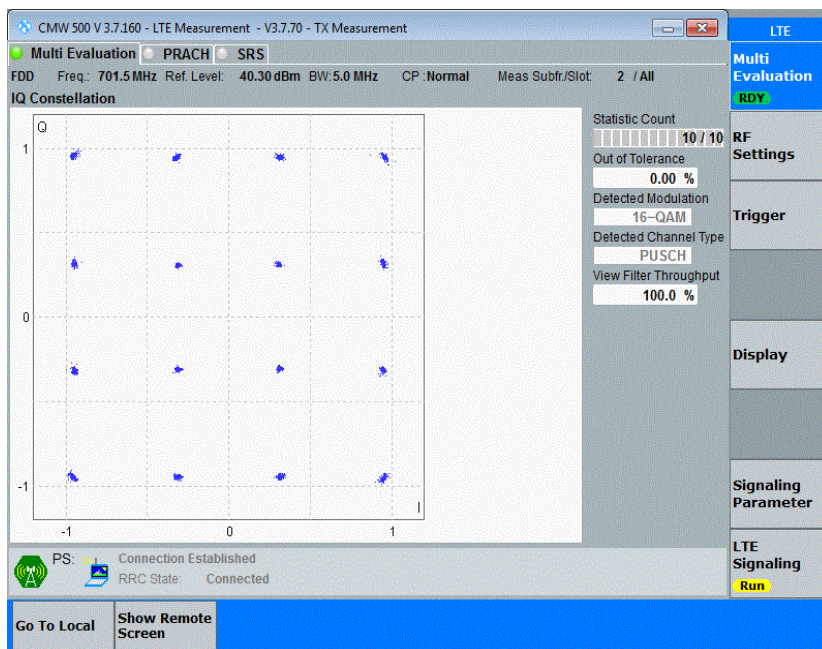 CMW 500 V 3.7.160 - LTE Measurement  - V3.7.70 - TX Measurement
LTE
Multi Evaluation PRACH SRS
Multi
Evaluation
RDY
FDD Freq.: 701.5 MHz Ref. Level: 40.30 dBm BW: 5.0 MHz CP : Normal Meas Subfr./Slot: 2 / All
IQ Constellation
Statistic Count
10 / 10
Out of Tolerance
0.00 %
Detected Modulation
16-QAM
Detected Channel Type
PUSCH
View Filter Throughput
100.0 %
Q
1
0
-1
I
-1 0 1
RF
Settings
Trigger
Display
Signaling
Parameter
LTE
Signaling
Run
PS: Connection Established
RRC State: Connected
Go To Local
Show Remote
Screen